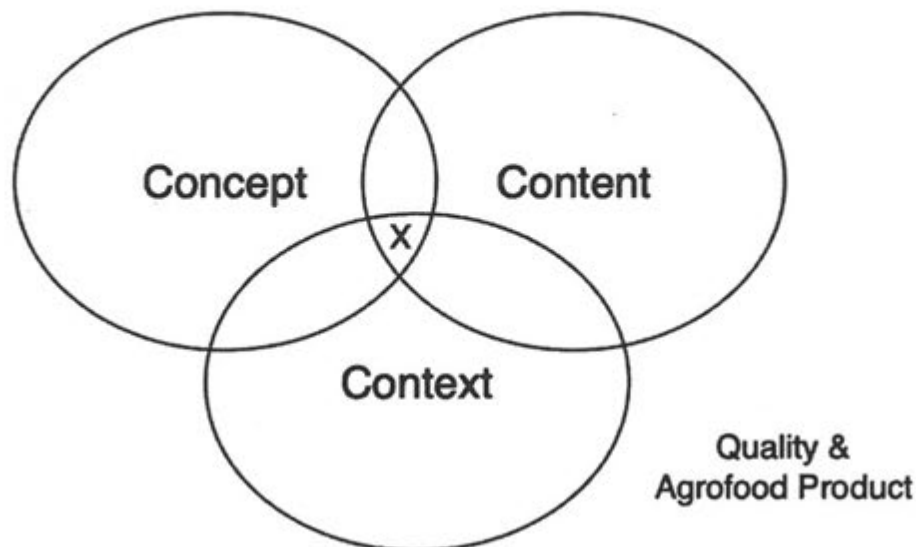 Concept
Content
X
Context
Quality &
Agrofood Product